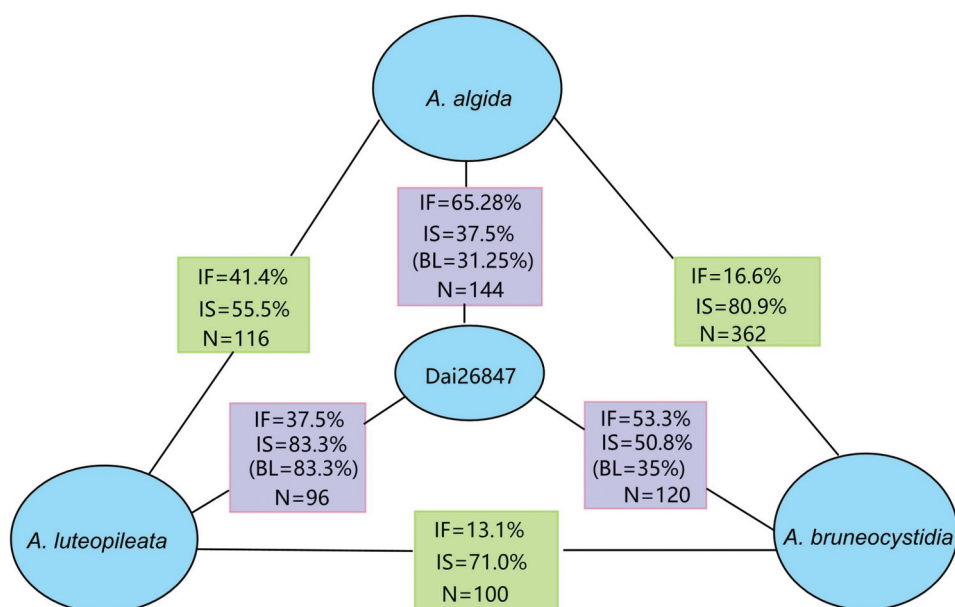 A. algida
IF=65.28%
IS=37.5%
(BL=31.25%)
N=144
IF=41.4%
IS=55.5%
N=116
IF=16.6%
IS=80.9%
N=362
Dai26847
IF=37.5%
IS=83.3%
(BL=83.3%)
N=96
IF=53.3%
IS=50.8%
(BL=35%)
N=120
A. luteopileata
IF=13.1%
IS=71.0%
N=100
A. bruneocystidia